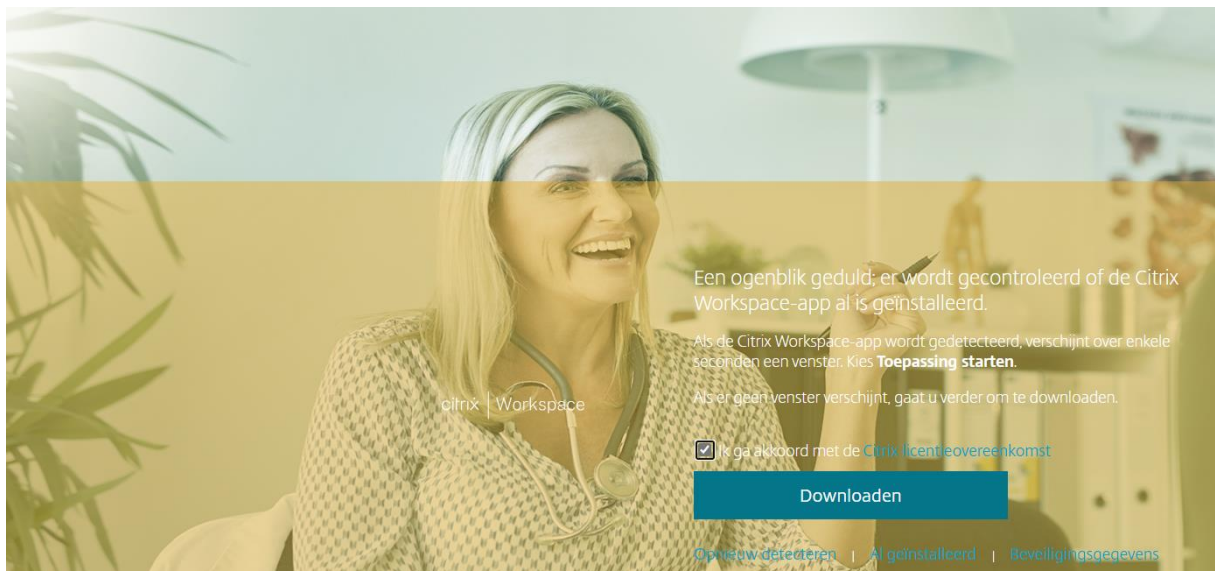 Een ogenblik geduld; er wordt gecontroleerd of de Citrix
Workspace-app al is geïnstalleerd.
Als de Citrix Workspace-app wordt gedetecteerd, verschijnt over enkele
seconden een venster. Kies Toepassing starten.
Als er geen venster verschijnt, gaat u verder om te downloaden.
citrix | Workspace
Ik ga akkoord met de Citrix-licentieovereenkomst
Downloaden
Opnieuw detecteren | Al geïnstalleerd | Beveiligingsgegevens